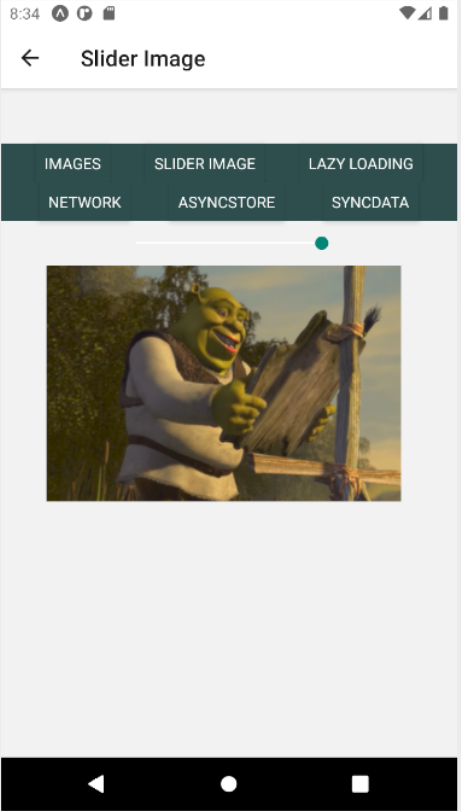 8:34
Slider Image
IMAGES SLIDER IMAGE LAZY LOADING
NETWORK ASYNCSTORE SYNCDATA